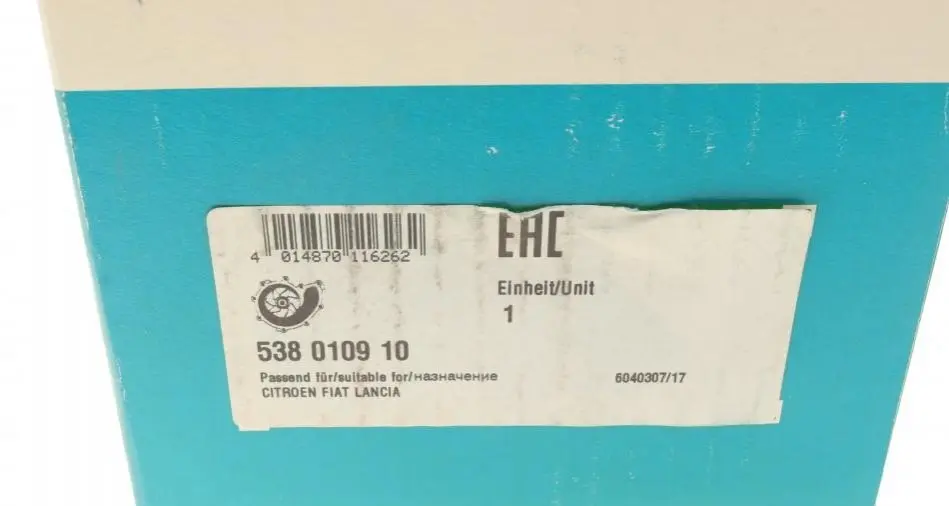 EAC
4 014870 116262
Einheit/Unit
1
538 0109 10
Passend für/suitable for/назначение
6040307/17
CITROEN FIAT LANCIA